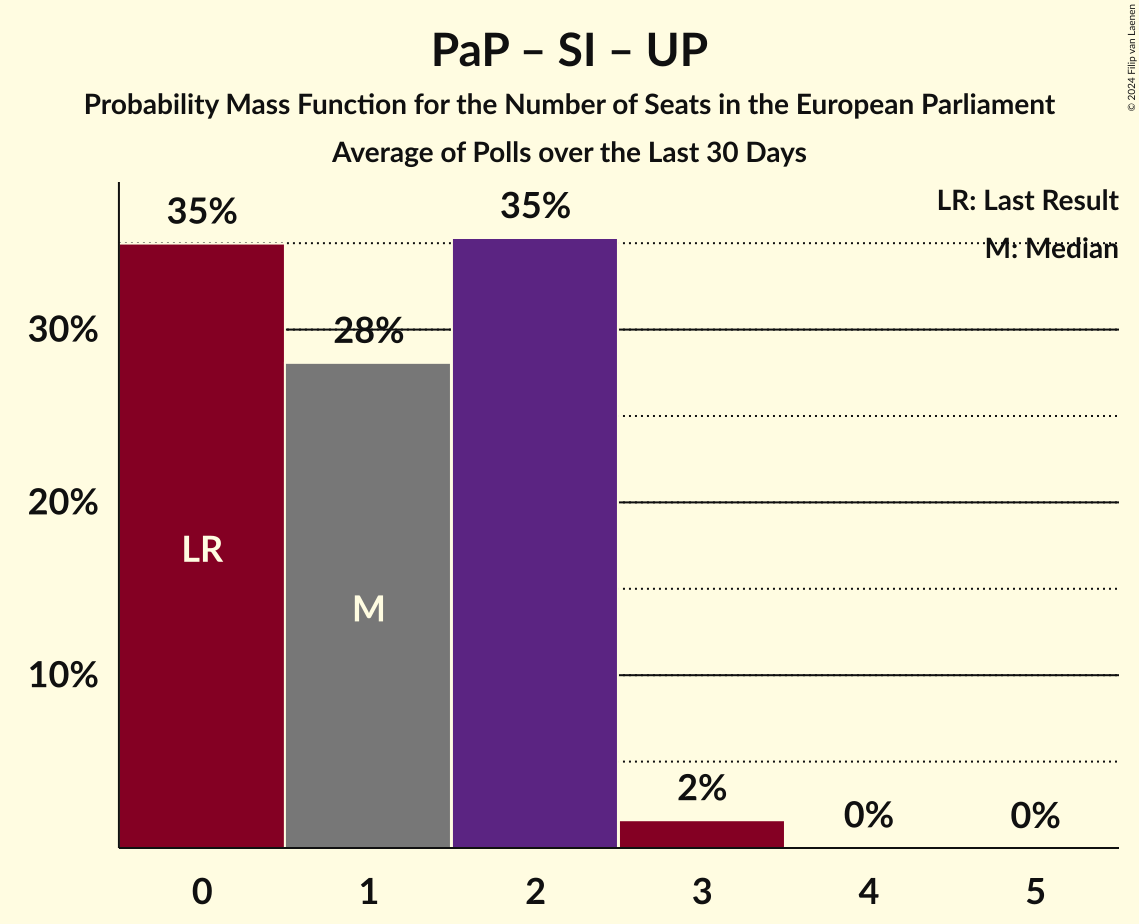 PaP – SI – UP
Probability Mass Function for the Number of Seats in the European Parliament
Average of Polls over the Last 30 Days
© 2024 Filip van Laenen
LR: Last Result
M: Median
35%
28%
35%
2%
0%
0%
30%
20%
10%
LR
M
0 1 2 3 4 5